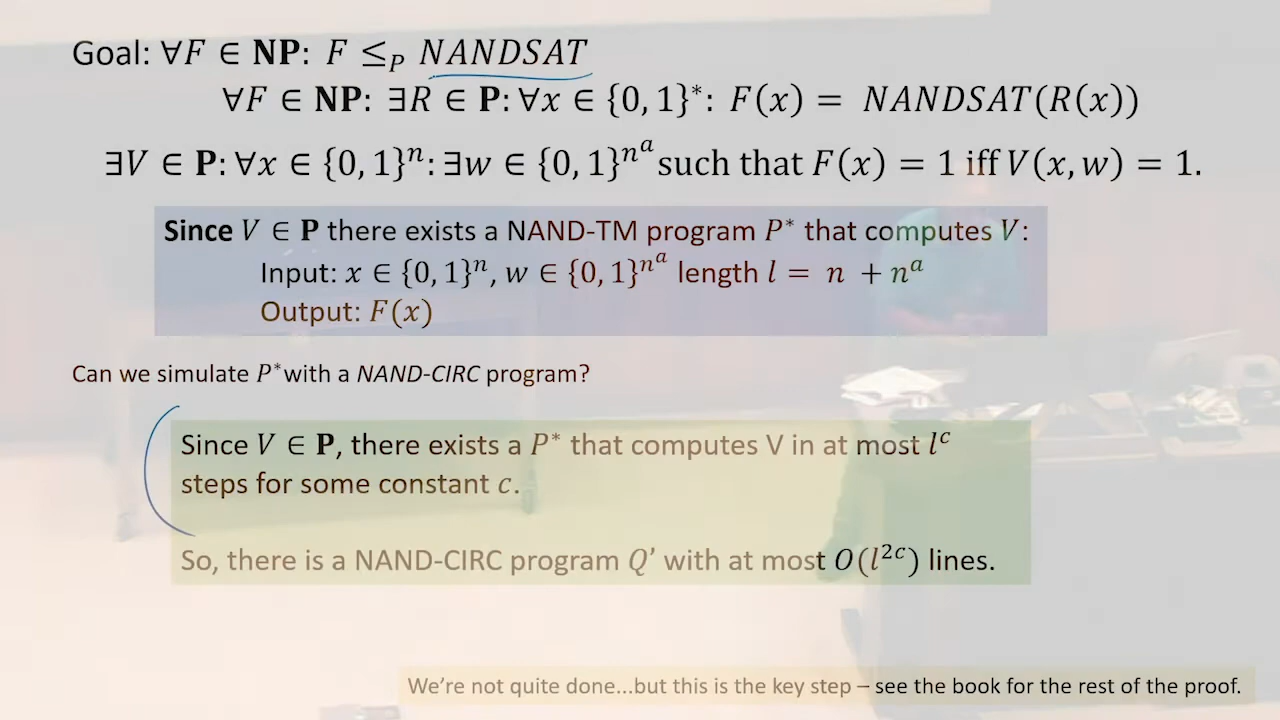 Goal: ∀F ∈ NP: F ≤_P NANDSAT
∀F ∈ NP: ∃R ∈ P: ∀x ∈ {0, 1}*: F(x) = NANDSAT(R(x))
∃V ∈ P: ∀x ∈ {0, 1}^n: ∃w ∈ {0, 1}^{n^a} such that F(x) = 1 iff V(x, w) = 1.
Since V ∈ P there exists a NAND-TM program P* that computes V:
Input: x ∈ {0, 1}^n, w ∈ {0, 1}^{n^a} length l = n + n^a
Output: F(x)
Can we simulate P* with a NAND-CIRC program?
Since V ∈ P, there exists a P* that computes V in at most l^c
steps for some constant c.
So, there is a NAND-CIRC program Q’ with at most O(l^{2c}) lines.
We’re not quite done...but this is the key step – see the book for the rest of the proof.